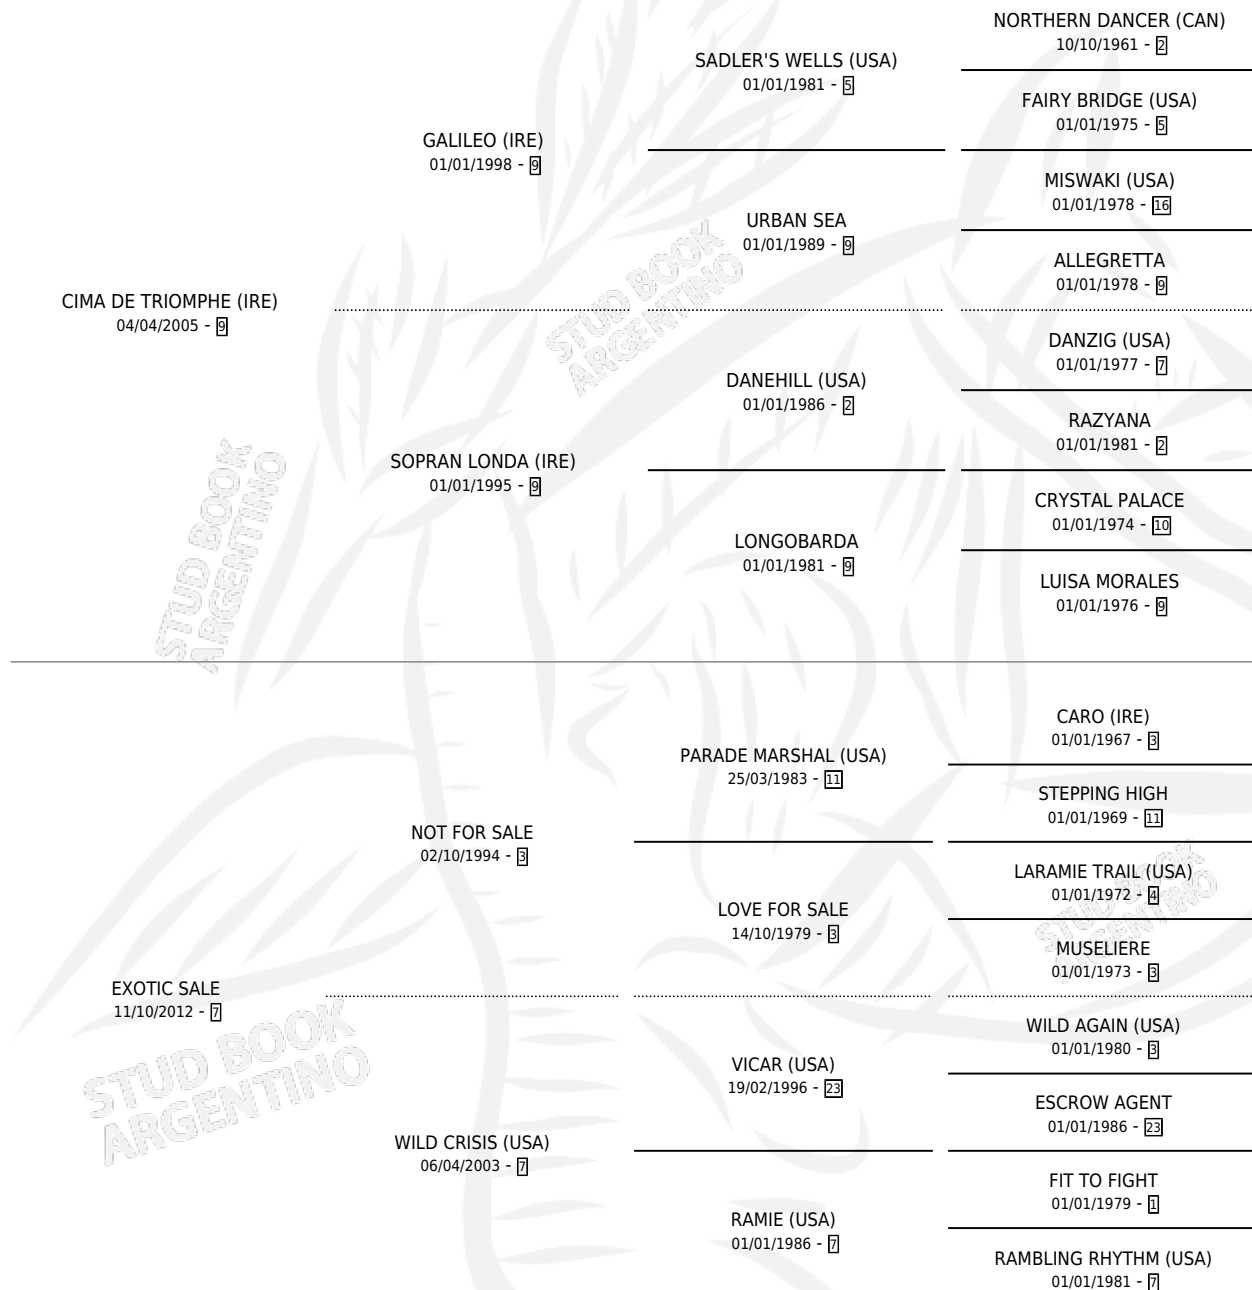 NORTHERN DANCER (CAN)
10/10/1961 - 2
SADLER'S WELLS (USA)
01/01/1981 - 5
FAIRY BRIDGE (USA)
01/01/1975 - 5
GALILEO (IRE)
01/01/1998 - 9
MISWAKI (USA)
01/01/1978 - 16
URBAN SEA
01/01/1989 - 9
ALLEGRETTA
01/01/1978 - 9
CIMA DE TRIOMPHE (IRE)
04/04/2005 - 9
STUD BOOK
ARGENTINO
DANZIG (USA)
01/01/1977 - 7
DANEHILL (USA)
01/01/1986 - 2
RAZYANA
01/01/1981 - 2
SOPRAN LONDA (IRE)
01/01/1995 - 9
CRYSTAL PALACE
01/01/1974 - 10
LONGOBARDA
01/01/1981 - 9
LUISA MORALES
01/01/1976 - 9
STUD BOOK
ARGENTINO
CARO (IRE)
01/01/1967 - 3
PARADE MARSHAL (USA)
25/03/1983 - 11
STEPPING HIGH
01/01/1969 - 11
NOT FOR SALE
02/10/1994 - 3
LARAMIE TRAIL (USA)
01/01/1972 - 4
LOVE FOR SALE
14/10/1979 - 3
STUD BOOK
ARGENTINO
MUSELIERE
01/01/1973 - 3
EXOTIC SALE
11/10/2012 - 7
STUD BOOK
ARGENTINO
WILD AGAIN (USA)
01/01/1980 - 3
VICAR (USA)
19/02/1996 - 23
ESCROW AGENT
01/01/1986 - 23
WILD CRISIS (USA)
06/04/2003 - 7
FIT TO FIGHT
01/01/1979 - 1
RAMIE (USA)
01/01/1986 - 7
RAMBLING RHYTHM (USA)
01/01/1981 - 7